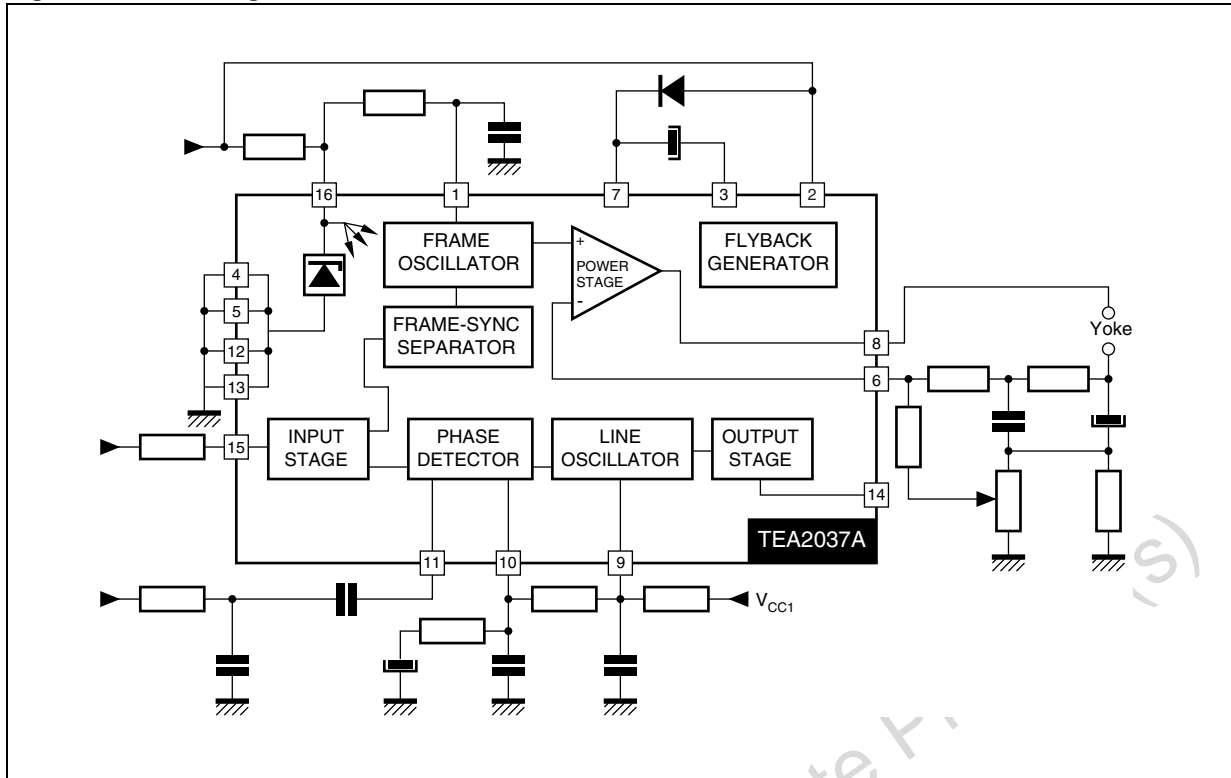 16
1
7
3
2
4
5
12
13
FRAME
OSCILLATOR
+
POWER
STAGE
-
FLYBACK
GENERATOR
FRAME-SYNC
SEPARATOR
8
Yoke
6
15
INPUT
STAGE
PHASE
DETECTOR
LINE
OSCILLATOR
OUTPUT
STAGE
14
TEA2037A
11
10
9
VCC1